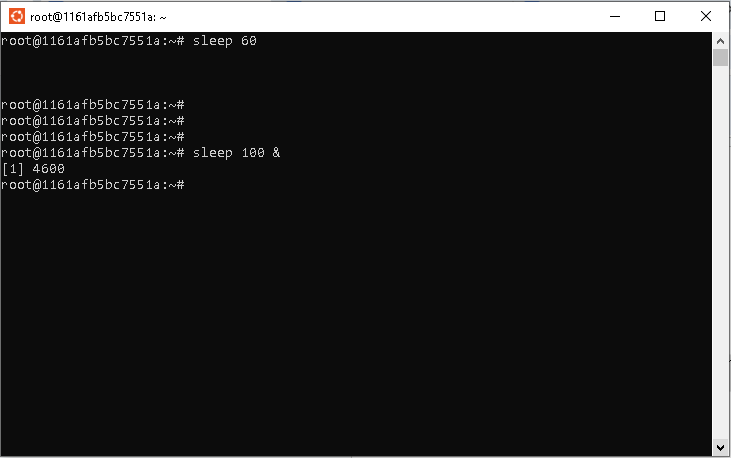 root@1161afb5bc7551a: ~
root@1161afb5bc7551a:~# sleep 60
root@1161afb5bc7551a:~#
root@1161afb5bc7551a:~#
root@1161afb5bc7551a:~#
root@1161afb5bc7551a:~# sleep 100 &
[1] 4600
root@1161afb5bc7551a:~#